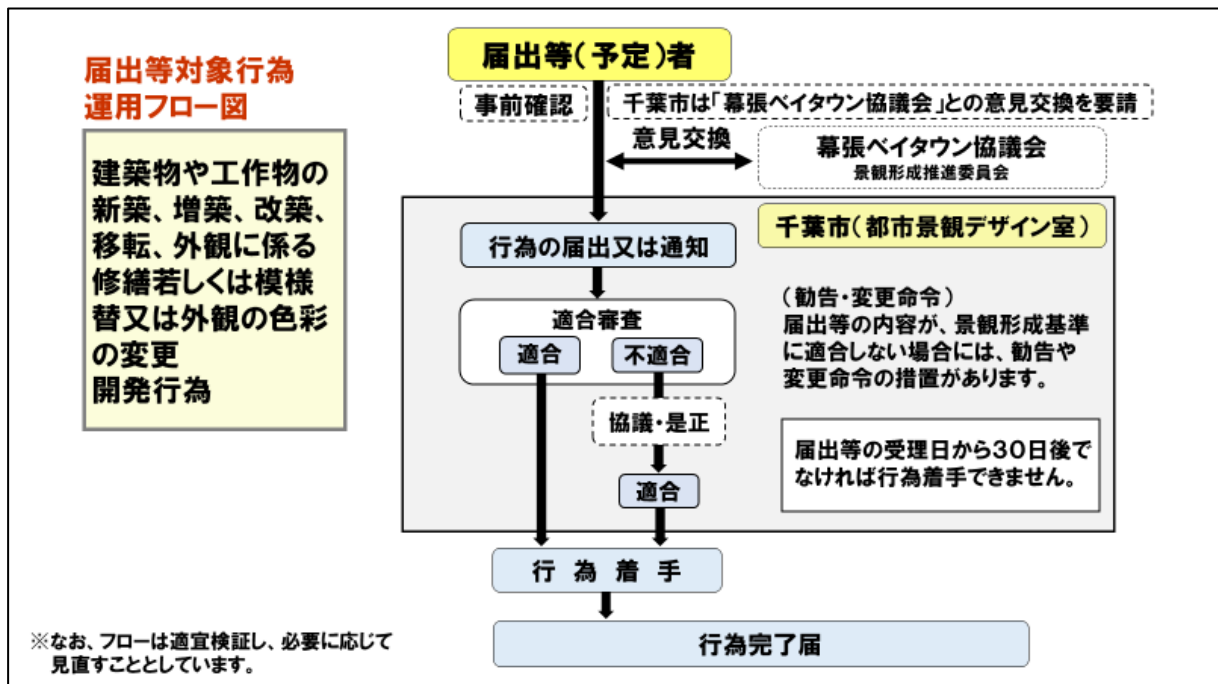 届出等対象行為
運用フロー図
建築物や工作物の
新築、増築、改築、
移転、外観に係る
修繕若しくは模様
替又は外観の色彩
の変更
開発行為
届出等（予定）者
事前確認
千葉市は「幕張ベイタウン協議会」との意見交換を要請
意見交換
幕張ベイタウン協議会
景観形成推進委員会
千葉市（都市景観デザイン室）
行為の届出又は通知
適合審査
適合
不適合
協議・是正
適合
（勧告・変更命令）
届出等の内容が、景観形成基準
に適合しない場合には、勧告や
変更命令の措置があります。
届出等の受理日から３０日後で
なければ行為着手できません。
行為着手
行為完了届
※なお、フローは適宜検証し、必要に応じて
見直すこととしています。